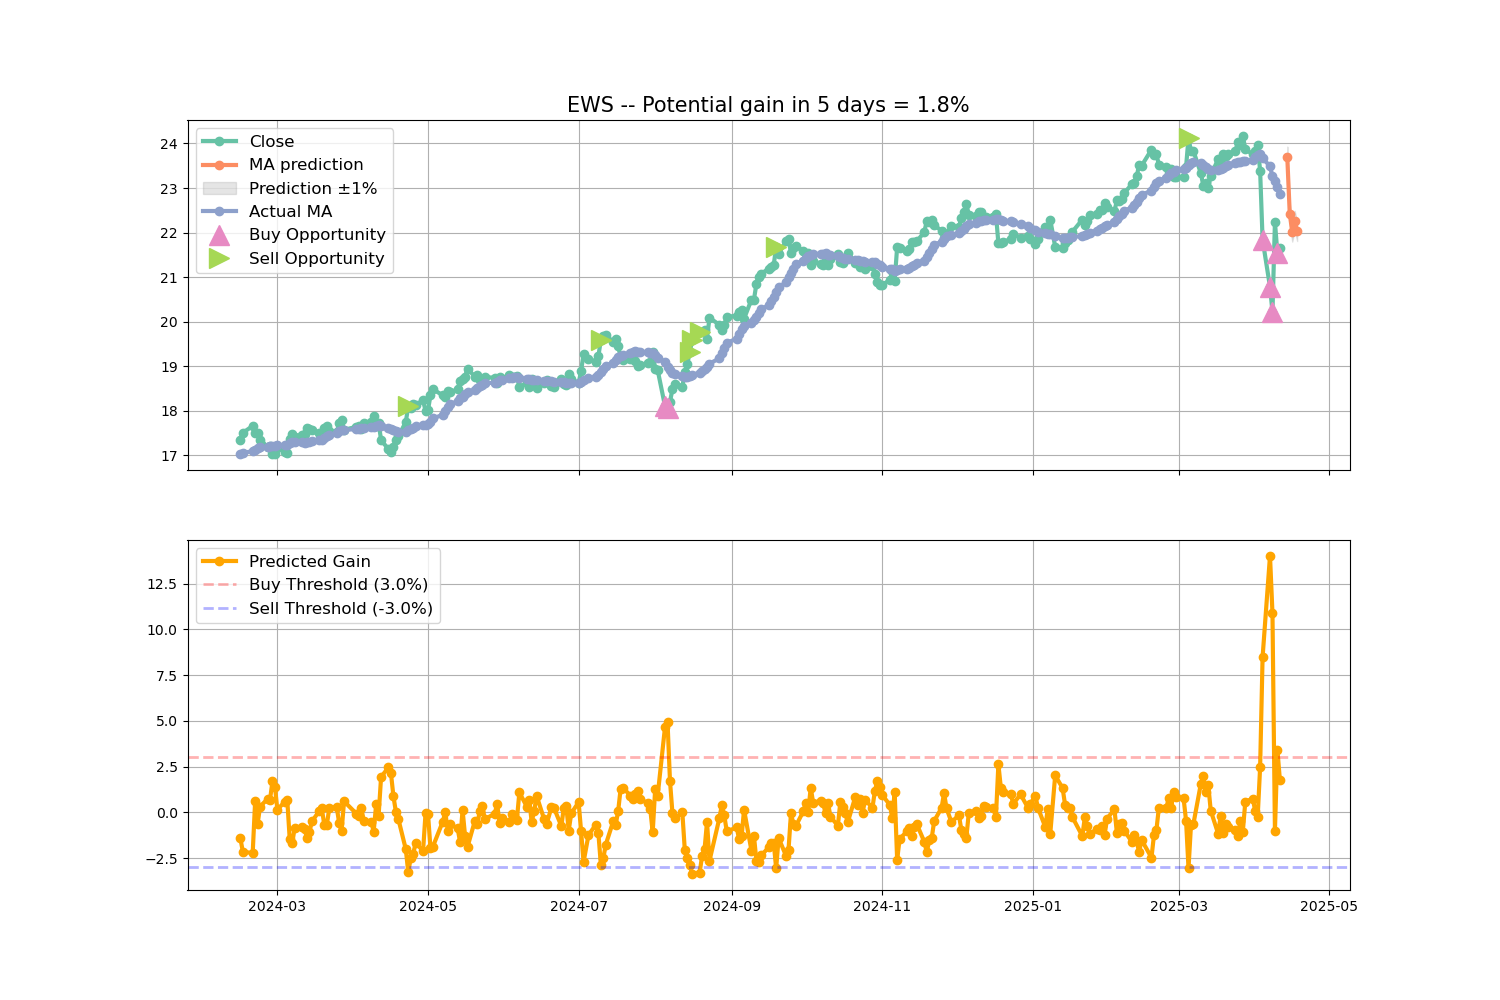 EWS -- Potential gain in 5 days = 1.8%
24
23
22
21
20
19
18
17
Close
MA prediction
Prediction ±1%
Actual MA
Buy Opportunity
Sell Opportunity
12.5
10.0
7.5
5.0
2.5
0.0
−2.5
Predicted Gain
Buy Threshold (3.0%)
Sell Threshold (-3.0%)
2024-03
2024-05
2024-07
2024-09
2024-11
2025-01
2025-03
2025-05